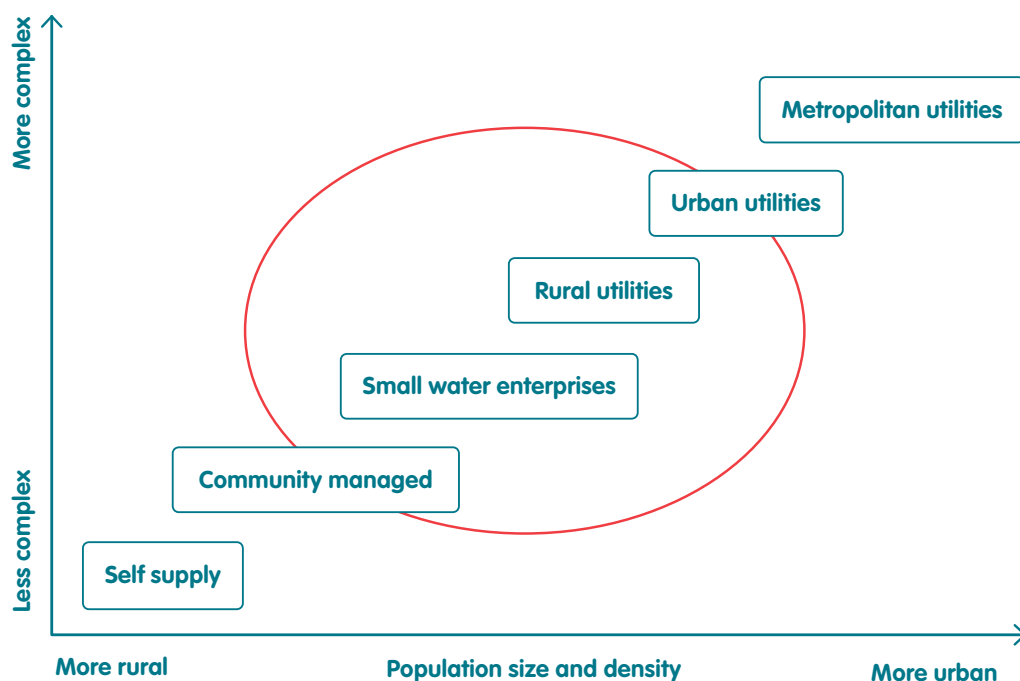 More complex
Metropolitan utilities
Urban utilities
Rural utilities
Small water enterprises
Community managed
Less complex
Self supply
More rural
Population size and density
More urban